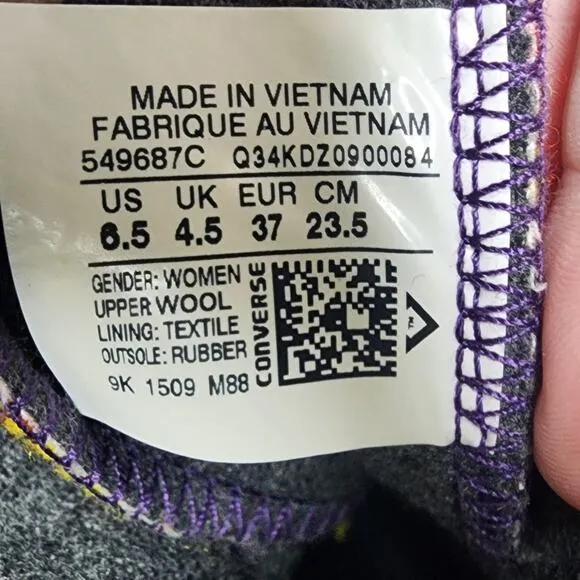 MADE IN VIETNAM
FABRIQUE AU VIETNAM
549687C Q34KDZ0900084
US UK EUR CM
6.5 4.5 37 23.5
GENDER: WOMEN
UPPER WOOL
LINING: TEXTILE
OUTSOLE: RUBBER
9K 1509 M88
CONVERSE
TM